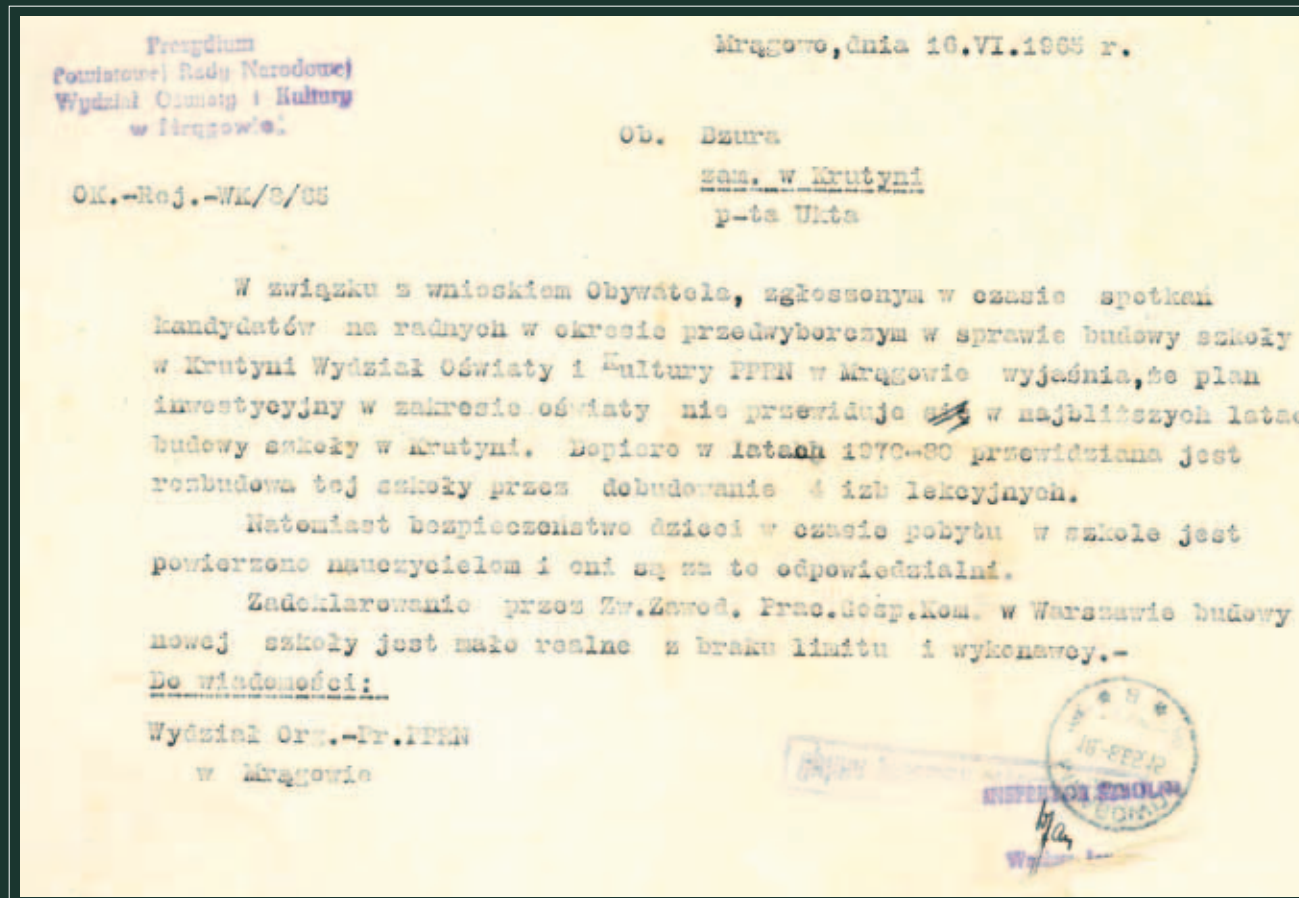 Prezydium
Powiatowej Rady Narodowej
Wydział Oświaty i Kultury
w Mrągowie
Mrągowo,dnia 16.VI.1965 r.
Ob. Bzura
zam. w Krutyni
p-ta Ukta
OK.-Rej.-WK/8/65
W związku z wnioskiem Obywatela, zgłoszonym w czasie spotkań
kandydatów na radnych w okresie przedwyborczym w sprawie budowy szkoły
w Krutyni Wydział Oświaty i Kultury PPRN w Mrągowie wyjaśnia,że plan
inwestycyjny w zakresie oświaty nie przewiduje w najbliższych latac
budowy szkoły w Krutyni. Dopiero w latach 1970-80 przewidziana jest
rozbudowa tej szkoły przez dobudowanie 4 izb lekcyjnych.
Natomiast bezpieczeństwo dzieci w czasie pobytu w szkole jest
powierzone nauczycielom i oni są za to odpowiedzialni.
Zadeklarowanie przez Zw.Zawod. Prac.Gosp.Kom. w Warszawie budowy
nowej szkoły jest mało realne z braku limitu i wykonawcy.-
Do wiadomości:
Wydział Org.-Pr.PPRN
w Mrągowie
INSPEKTOR SZKOLNY